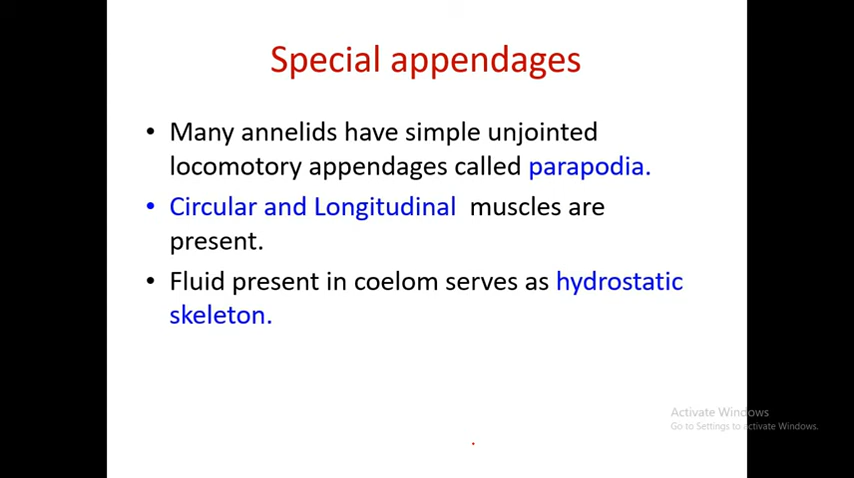 Special appendages
• Many annelids have simple unjointed
locomotory appendages called parapodia.
• Circular and Longitudinal muscles are
present.
• Fluid present in coelom serves as hydrostatic
skeleton.
Activate Windows
Go to Settings to activate Windows.